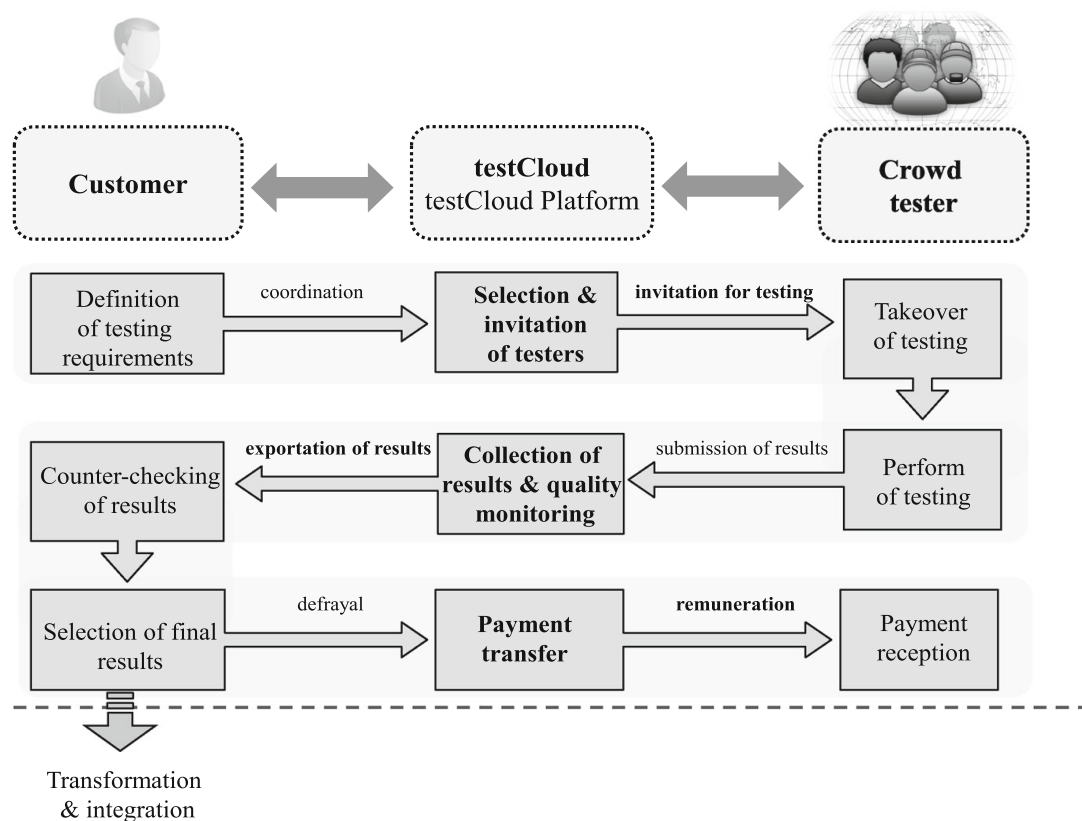 Customer
testCloud
testCloud Platform
Crowd
tester
Definition
of testing
requirements
coordination
Selection &
invitation
of testers
invitation for testing
Takeover
of testing
Counter-checking
of results
exportation of results
Collection of
results & quality
monitoring
submission of results
Perform
of testing
Selection of final
results
defrayal
Payment
transfer
remuneration
Payment
reception
Transformation
& integration